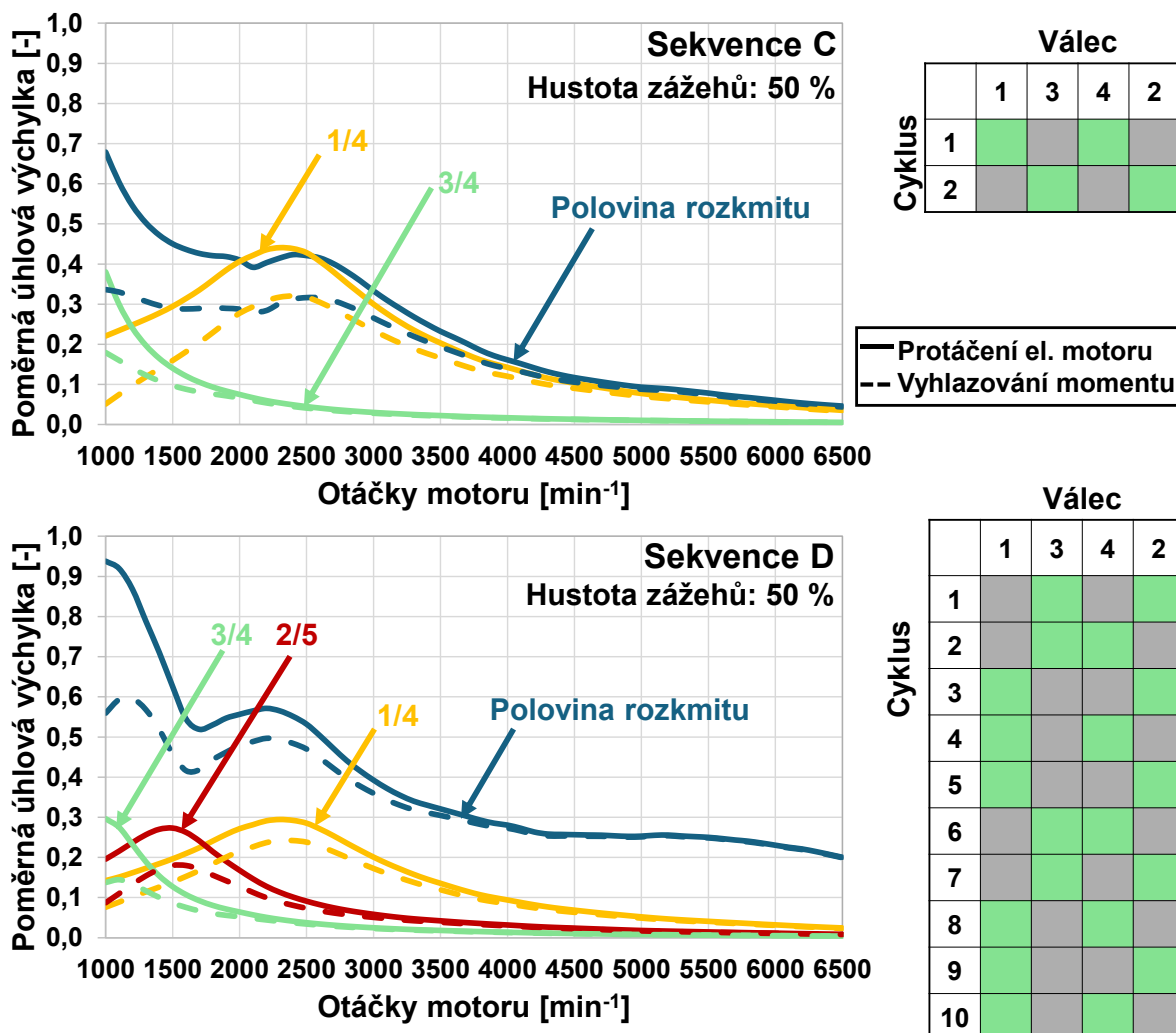 Poměrná úhlová výchylka [-]
1,0
0,9
0,8
0,7
0,6
0,5
0,4
0,3
0,2
0,1
0,0
Sekvence C
Hustota zážehů: 50 %
1/4
3/4
Polovina rozkmitu
1000 1500 2000 2500 3000 3500 4000 4500 5000 5500 6000 6500
Otáčky motoru [min-1]
Válec
1 3 4 2
Cyklus
1
2
Protáčení el. motoru
Vyhlazování momentu
Poměrná úhlová výchylka [-]
1,0
0,9
0,8
0,7
0,6
0,5
0,4
0,3
0,2
0,1
0,0
Sekvence D
Hustota zážehů: 50 %
3/4 2/5
1/4
Polovina rozkmitu
1000 1500 2000 2500 3000 3500 4000 4500 5000 5500 6000 6500
Otáčky motoru [min-1]
Válec
1 3 4 2
Cyklus
1
2
3
4
5
6
7
8
9
10